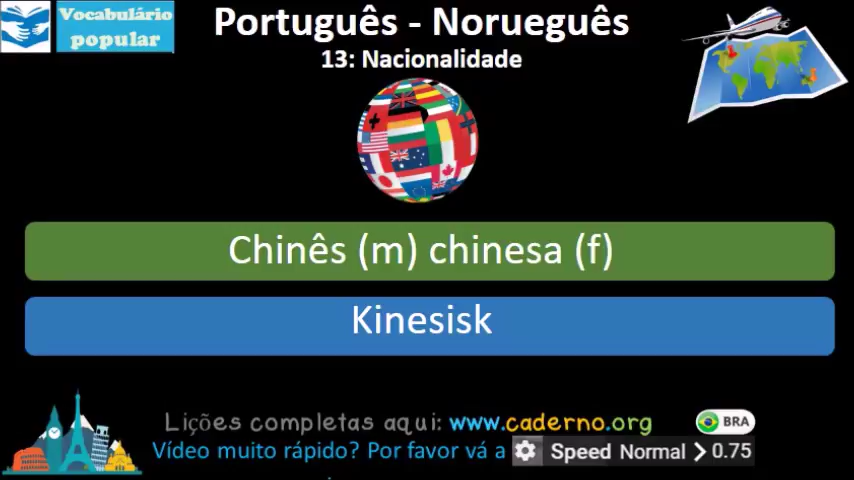 Vocabulário
popular
Português - Norueguês
13: Nacionalidade
Chinês (m) chinesa (f)
Kinesisk
Lições completas aqui: www.caderno.org
BRA
Vídeo muito rápido? Por favor vá a Speed Normal > 0.75